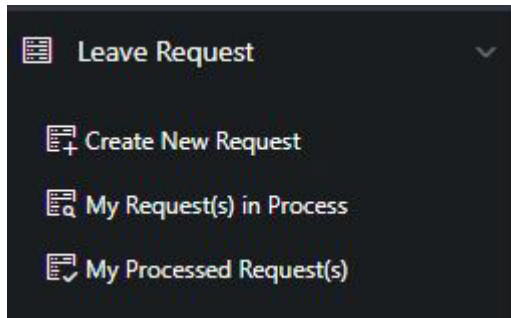 Leave Request
Create New Request
My Request(s) in Process
My Processed Request(s)